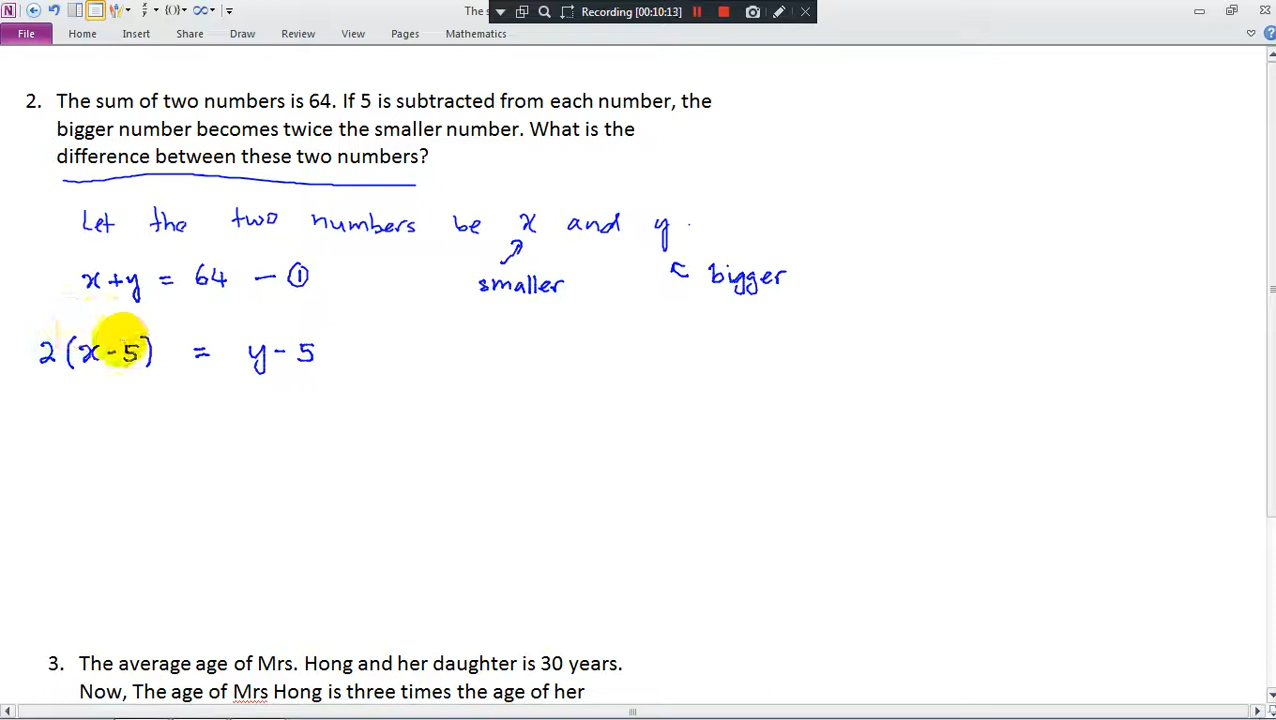 The s
Recording (00:10:13)
File Home Insert Share Draw Review View Pages Mathematics
2. The sum of two numbers is 64. If 5 is subtracted from each number, the
bigger number becomes twice the smaller number. What is the
difference between these two numbers?
Let the two numbers be x and y.
smaller bigger
x+y = 64 — ①
2(x-5) = y-5
3. The average age of Mrs. Hong and her daughter is 30 years.
Now, The age of Mrs Hong is three times the age of her